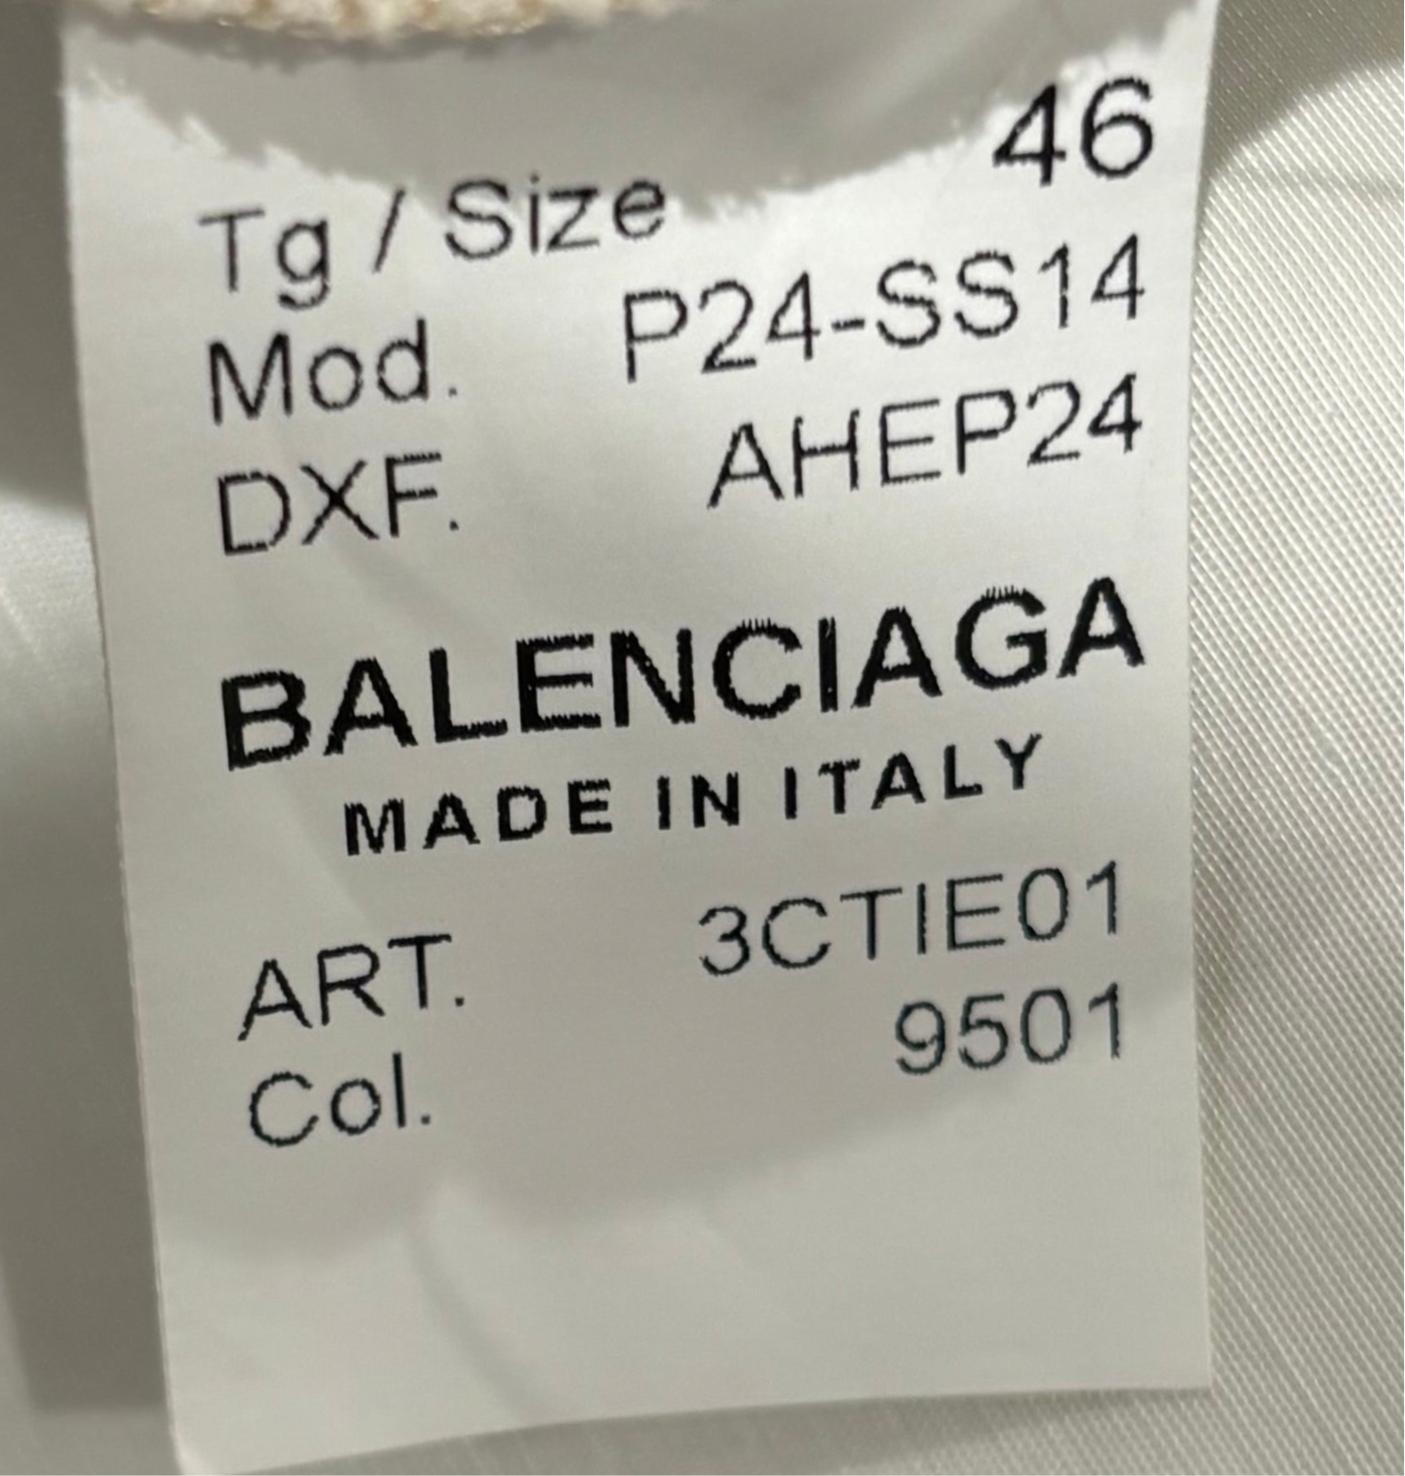 Tg / Size 46
Mod. P24-SS14
DXF. AHEP24
BALENCIAGA
MADE IN ITALY
ART. 3CTIE01
Col. 9501